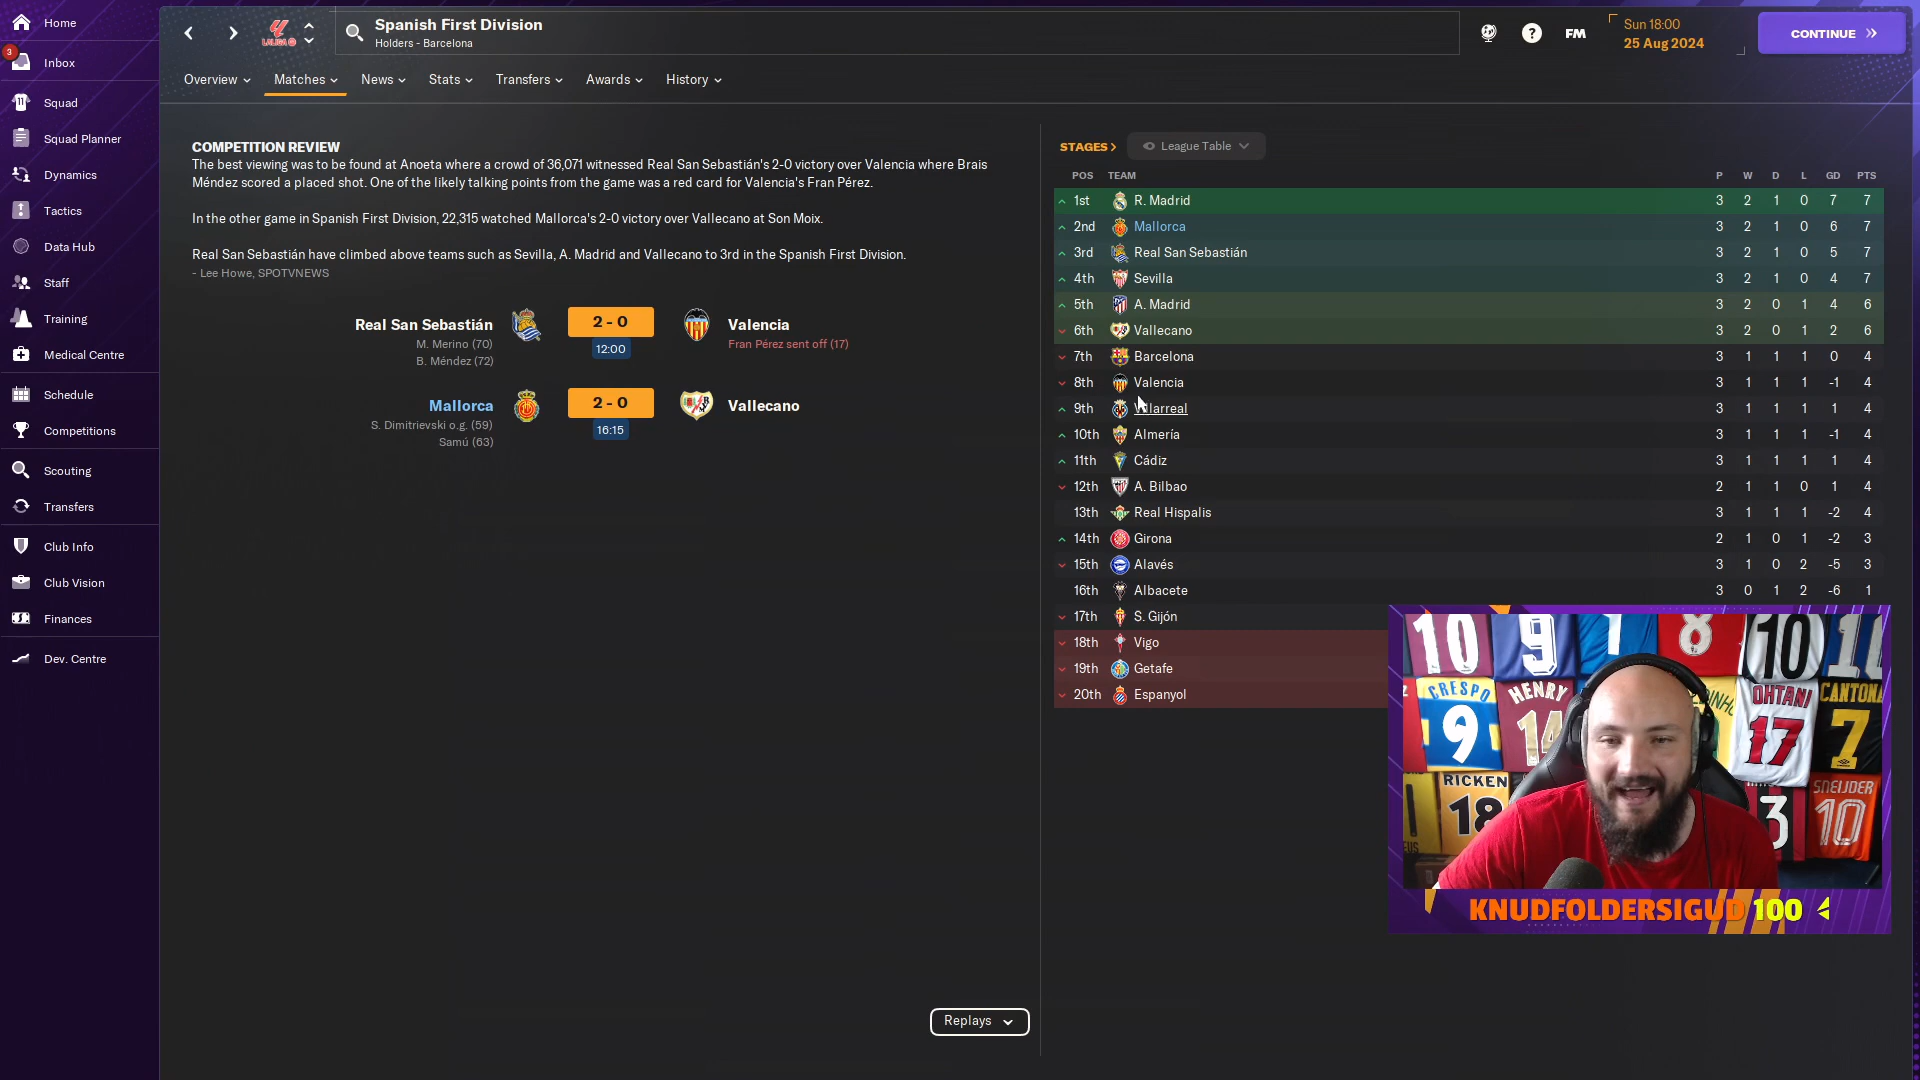 Home
3
Inbox
Squad
Squad Planner
Dynamics
Tactics
Data Hub
Staff
Training
Medical Centre
Schedule
Competitions
Scouting
Transfers
Club Info
Club Vision
Finances
Dev. Centre
LALIGA
Spanish First Division
Holders - Barcelona
?
FM
Sun 18:00
25 Aug 2024
CONTINUE
Overview
Matches
News
Stats
Transfers
Awards
History
COMPETITION REVIEW
The best viewing was to be found at Anoeta where a crowd of 36,071 witnessed Real San Sebastián's 2-0 victory over Valencia where Brais
Méndez scored a placed shot. One of the likely talking points from the game was a red card for Valencia's Fran Pérez.
In the other game in Spanish First Division, 22,315 watched Mallorca's 2-0 victory over Vallecano at Son Moix.
Real San Sebastián have climbed above teams such as Sevilla, A. Madrid and Vallecano to 3rd in the Spanish First Division.
- Lee Howe, SPOTVNEWS
Real San Sebastián 2 - 0 Valencia
M. Merino (70) 12:00 Fran Pérez sent off (17)
B. Méndez (72)
Mallorca 2 - 0 Vallecano
S. Dimitrievski o.g. (59) 16:15
Samú (63)
Replays
STAGES> League Table
POS TEAM P W D L GD PTS
1st R. Madrid 3 2 1 0 7 7
2nd Mallorca 3 2 1 0 6 7
3rd Real San Sebastián 3 2 1 0 5 7
4th Sevilla 3 2 1 0 4 7
5th A. Madrid 3 2 0 1 4 6
6th Vallecano 3 2 0 1 2 6
7th Barcelona 3 1 1 1 0 4
8th Valencia 3 1 1 1 -1 4
9th Villarreal 3 1 1 1 1 4
10th Almería 3 1 1 1 -1 4
11th Cádiz 3 1 1 1 1 4
12th A. Bilbao 2 1 1 0 1 4
13th Real Hispalis 3 1 1 1 -2 4
14th Girona 2 1 0 1 -2 3
15th Alavés 3 1 0 2 -5 3
16th Albacete 3 0 1 2 -6 1
17th S. Gijón
18th Vigo
19th Getafe
20th Espanyol
10 9 8 10
CRESPO HENRY OHTANI CANTONA
9 14 17 7
RICKEN SNEIJDER
18 3 10
KNUDFOLDERSIGUD 100